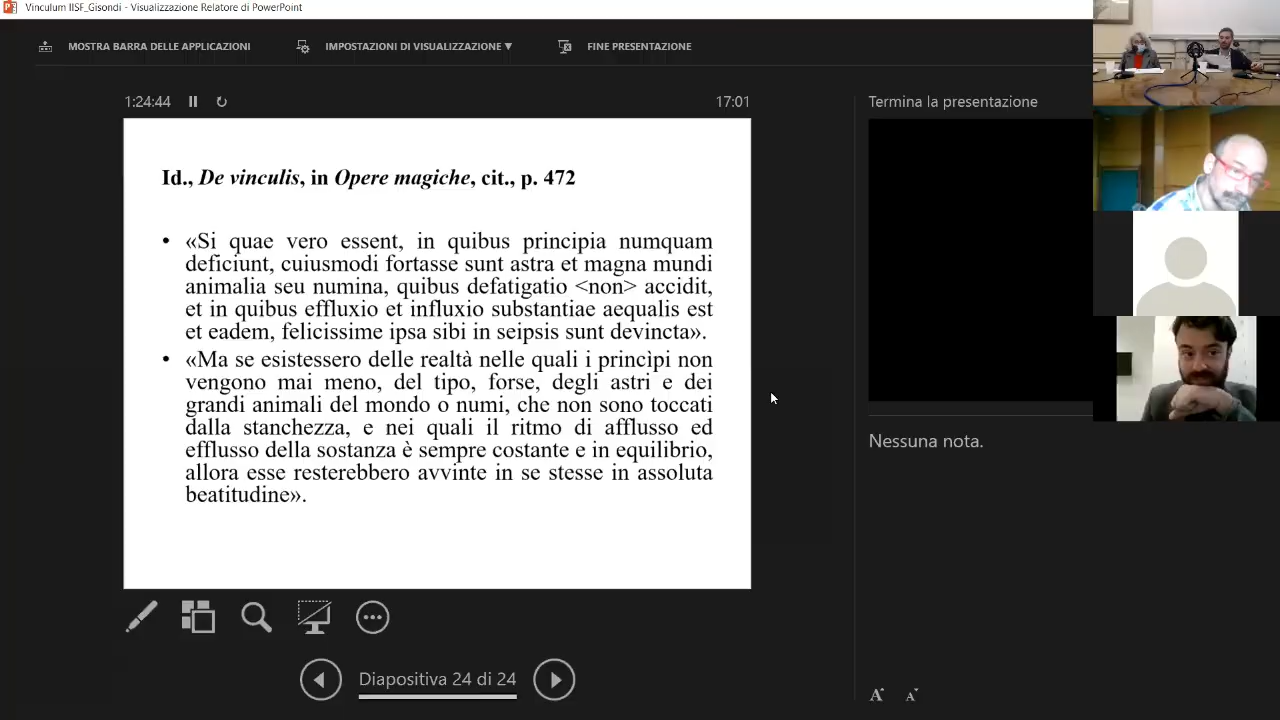 Vinculum IISF_Gisondi - Visualizzazione Relatore di PowerPoint
MOSTRA BARRA DELLE APPLICAZIONI
IMPOSTAZIONI DI VISUALIZZAZIONE ▼
FINE PRESENTAZIONE
1:24:44
17:01
Id., De vinculis, in Opere magiche, cit., p. 472
• «Si quae vero essent, in quibus principia numquam
deficiunt, cuiusmodi fortasse sunt astra et magna mundi
animalia seu numina, quibus defatigatio <non> accidit,
et in quibus effluxio et influxio substantiae aequalis est
et eadem, felicissime ipsa sibi in seipsis sunt devincta».
• «Ma se esistessero delle realtà nelle quali i princìpi non
vengono mai meno, del tipo, forse, degli astri e dei
grandi animali del mondo o numi, che non sono toccati
dalla stanchezza, e nei quali il ritmo di afflusso ed
efflusso della sostanza è sempre costante e in equilibrio,
allora esse resterebbero avvinte in se stesse in assoluta
beatitudine».
Diapositiva 24 di 24
Termina la presentazione
Nessuna nota.
A A